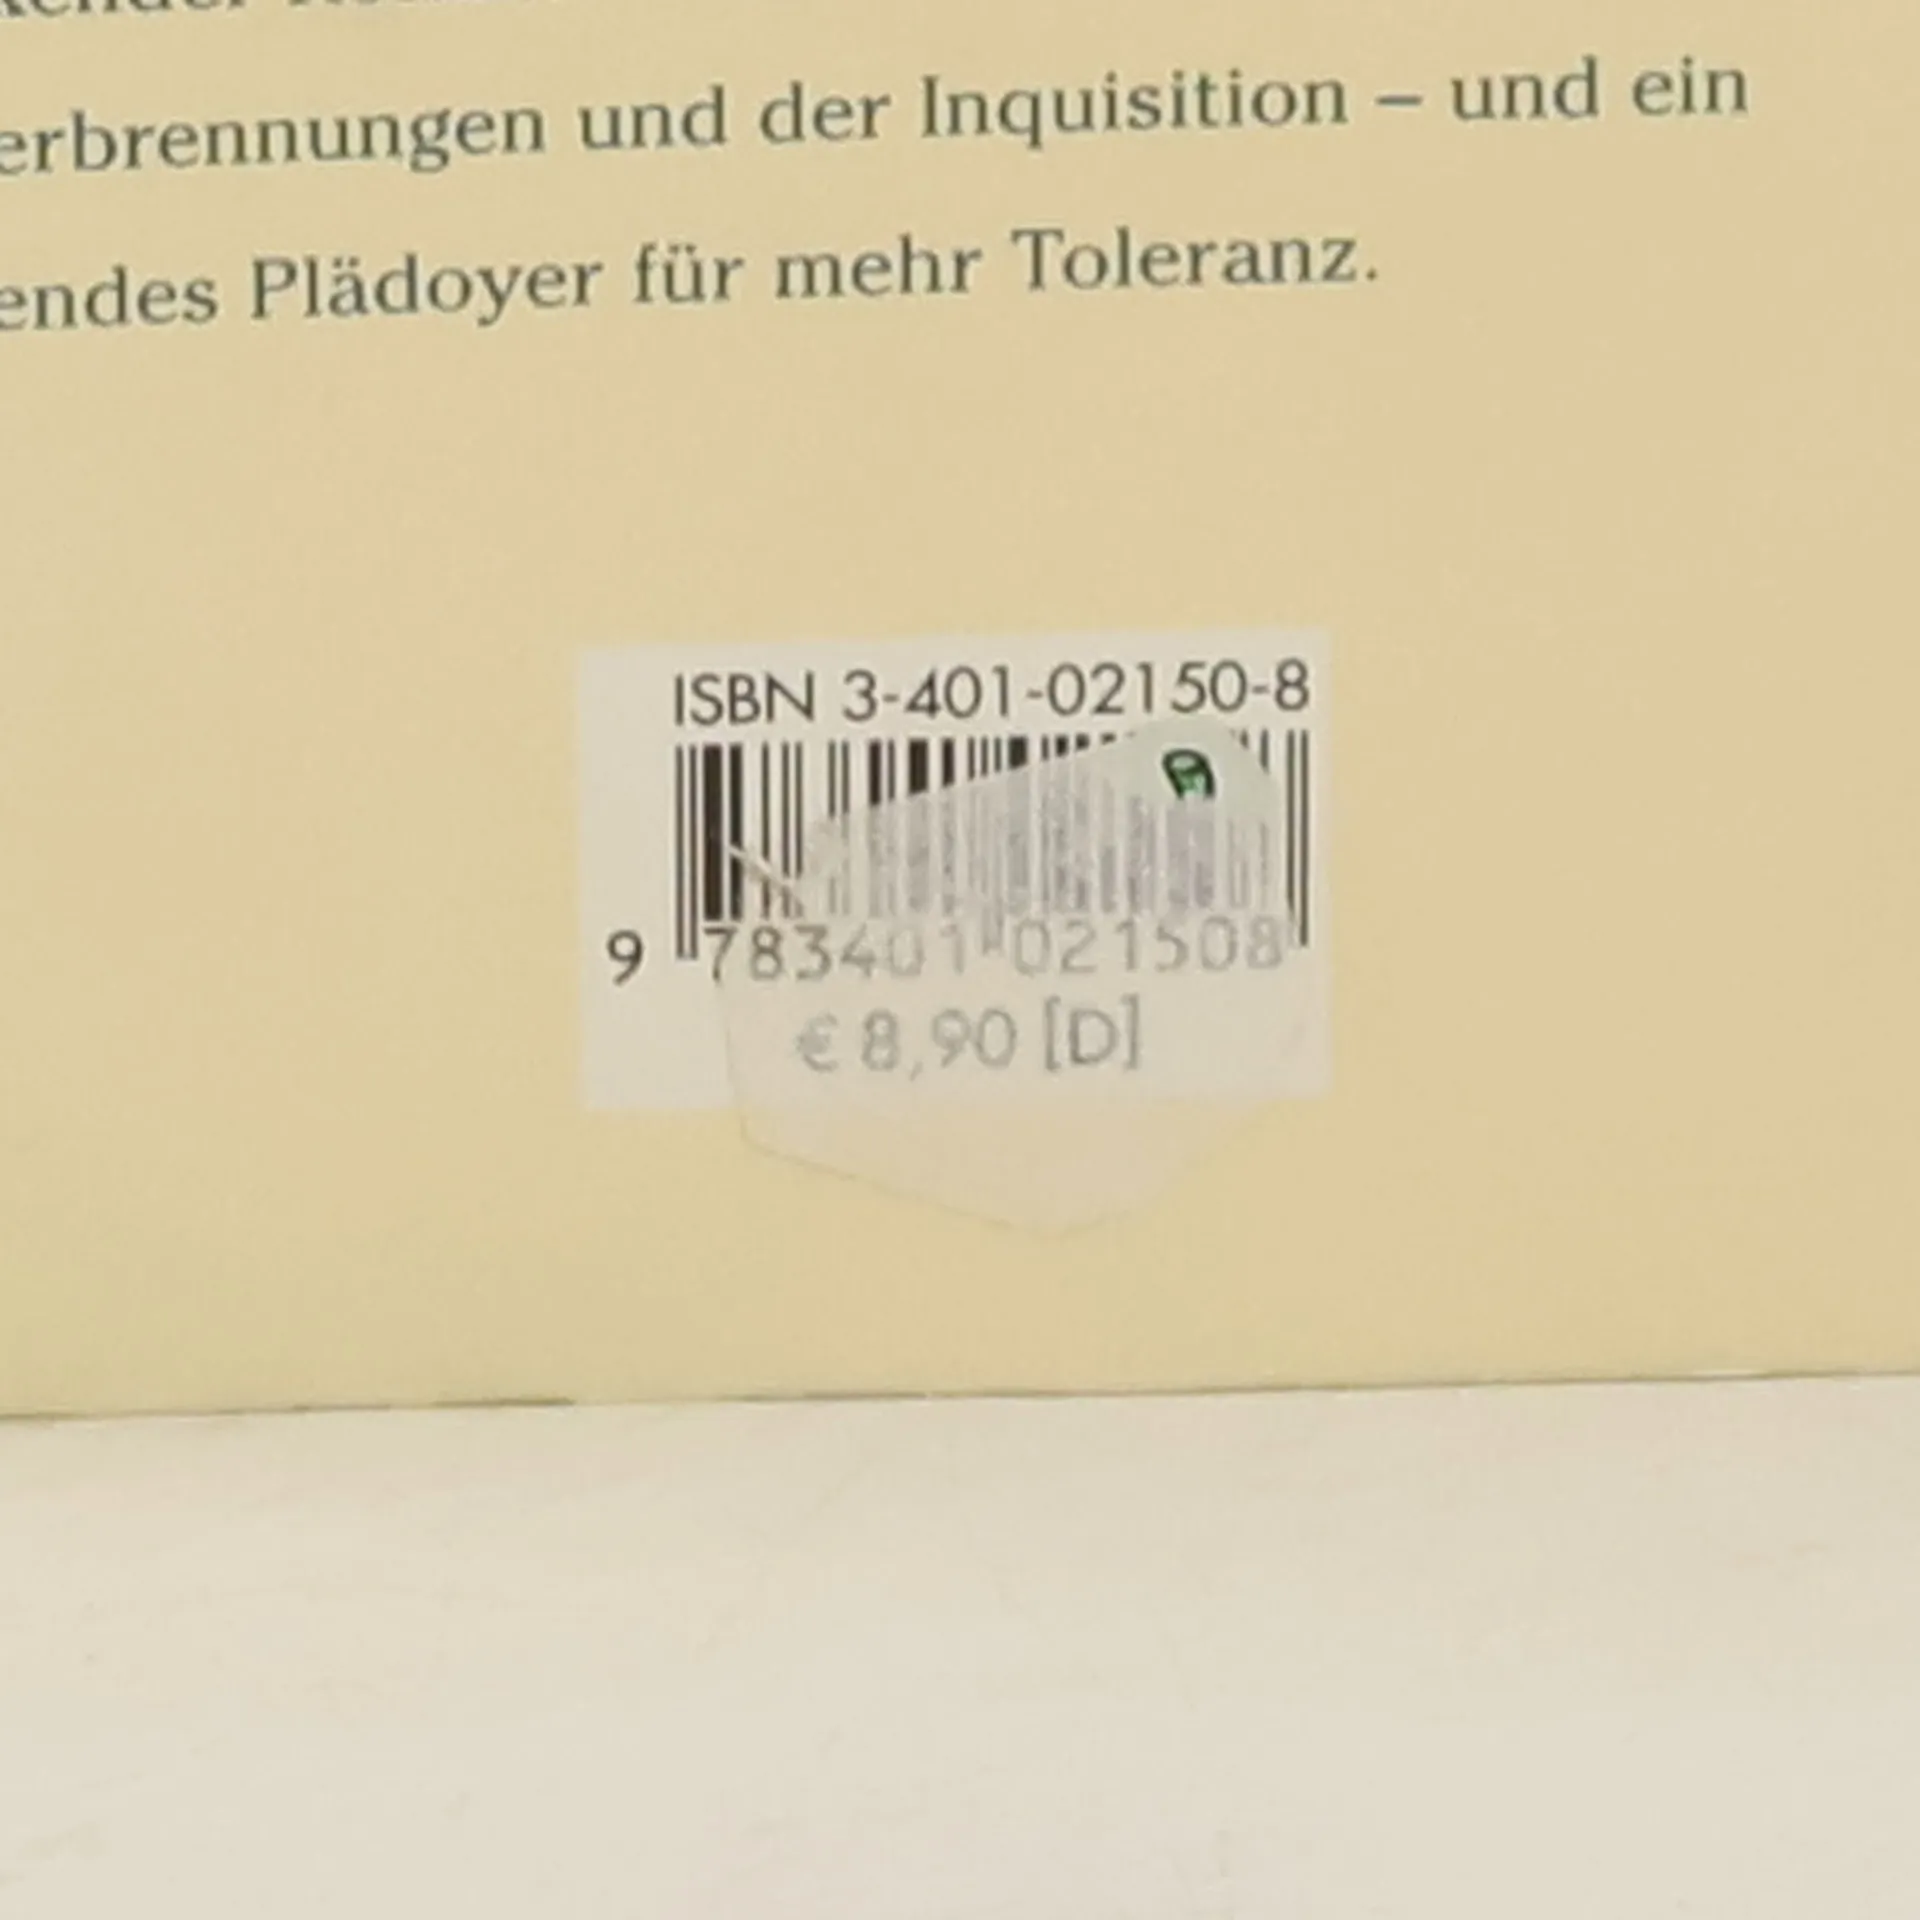 erbrennungen und der Inquisition – und ein
endes Plädoyer für mehr Toleranz.
ISBN 3-401-02150-8
9 783401 021508
€ 8,90 [D]